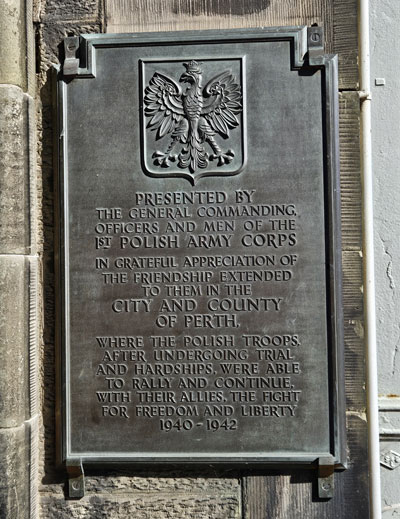 PRESENTED BY
THE GENERAL COMMANDING,
OFFICERS AND MEN OF THE
1ST POLISH ARMY CORPS
IN GRATEFUL APPRECIATION OF
THE FRIENDSHIP EXTENDED
TO THEM IN THE
CITY AND COUNTY
OF PERTH,
WHERE THE POLISH TROOPS,
AFTER UNDERGOING TRIAL
AND HARDSHIPS, WERE ABLE
TO RALLY AND CONTINUE,
WITH THEIR ALLIES, THE FIGHT
FOR FREEDOM AND LIBERTY
1940-1942